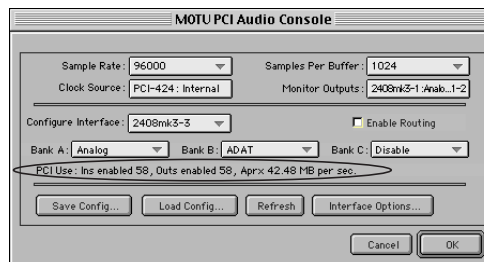 MOTU PCI Audio Console
Sample Rate: 96000 Samples Per Buffer: 1024
Clock Source: PCI-424: Internal Monitor Outputs: 2408mk3-1:Analo...1-2
Configure Interface: 2408mk3-3 Enable Routing
Bank A: Analog Bank B: ADAT Bank C: Disable
PCI Use: Ins enabled 58, Outs enabled 58, Aprx 42.48 MB per sec.
Save Config... Load Config... Refresh Interface Options...
Cancel OK